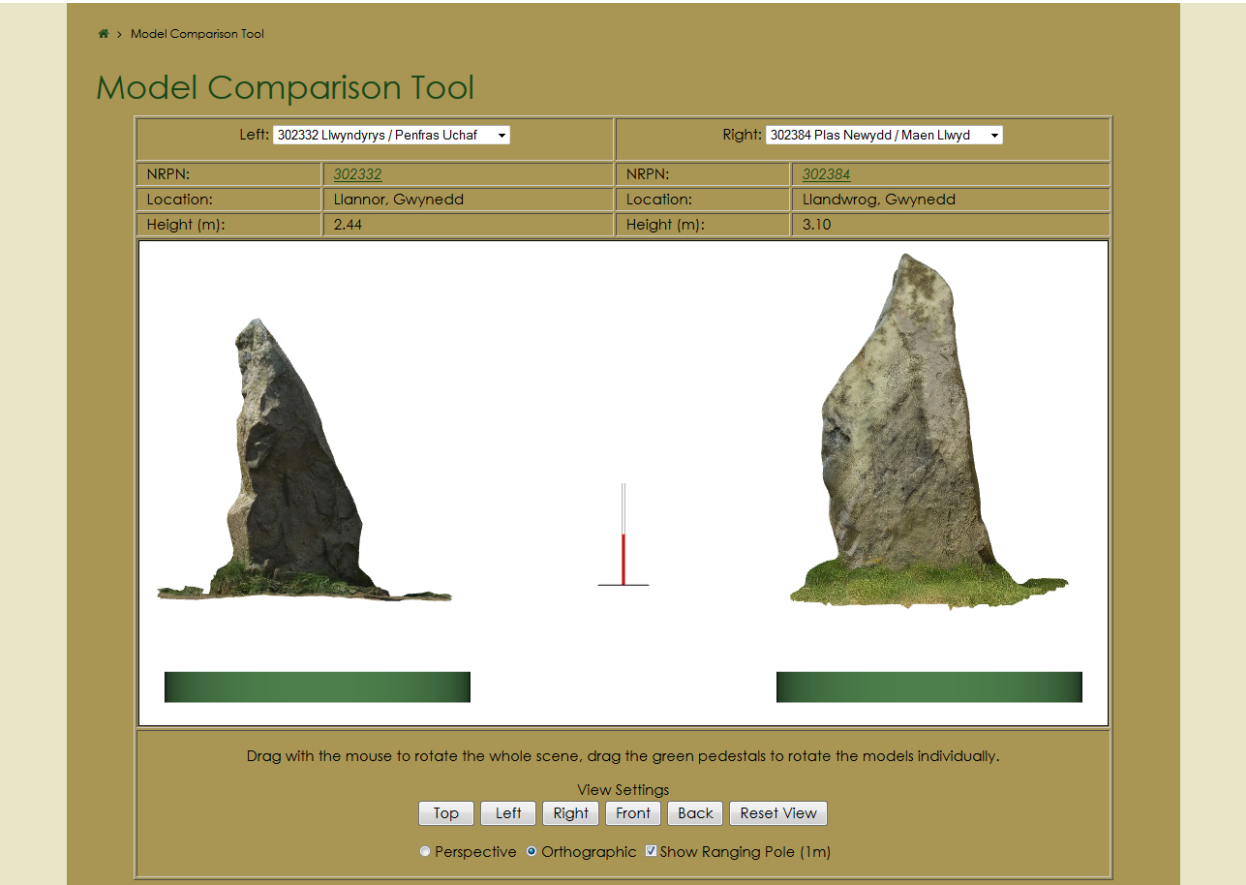 > Model Comparison Tool
Model Comparison Tool
Left: 302332 Llwyndyrys / Penfras Uchaf
Right: 302384 Plas Newydd / Maen Llwyd
NRPN: 302332 NRPN: 302384
Location: Llannor, Gwynedd Location: Llandwrog, Gwynedd
Height (m): 2.44 Height (m): 3.10
Drag with the mouse to rotate the whole scene, drag the green pedestals to rotate the models individually.
View Settings
Top Left Right Front Back Reset View
Perspective Orthographic Show Ranging Pole (1m)